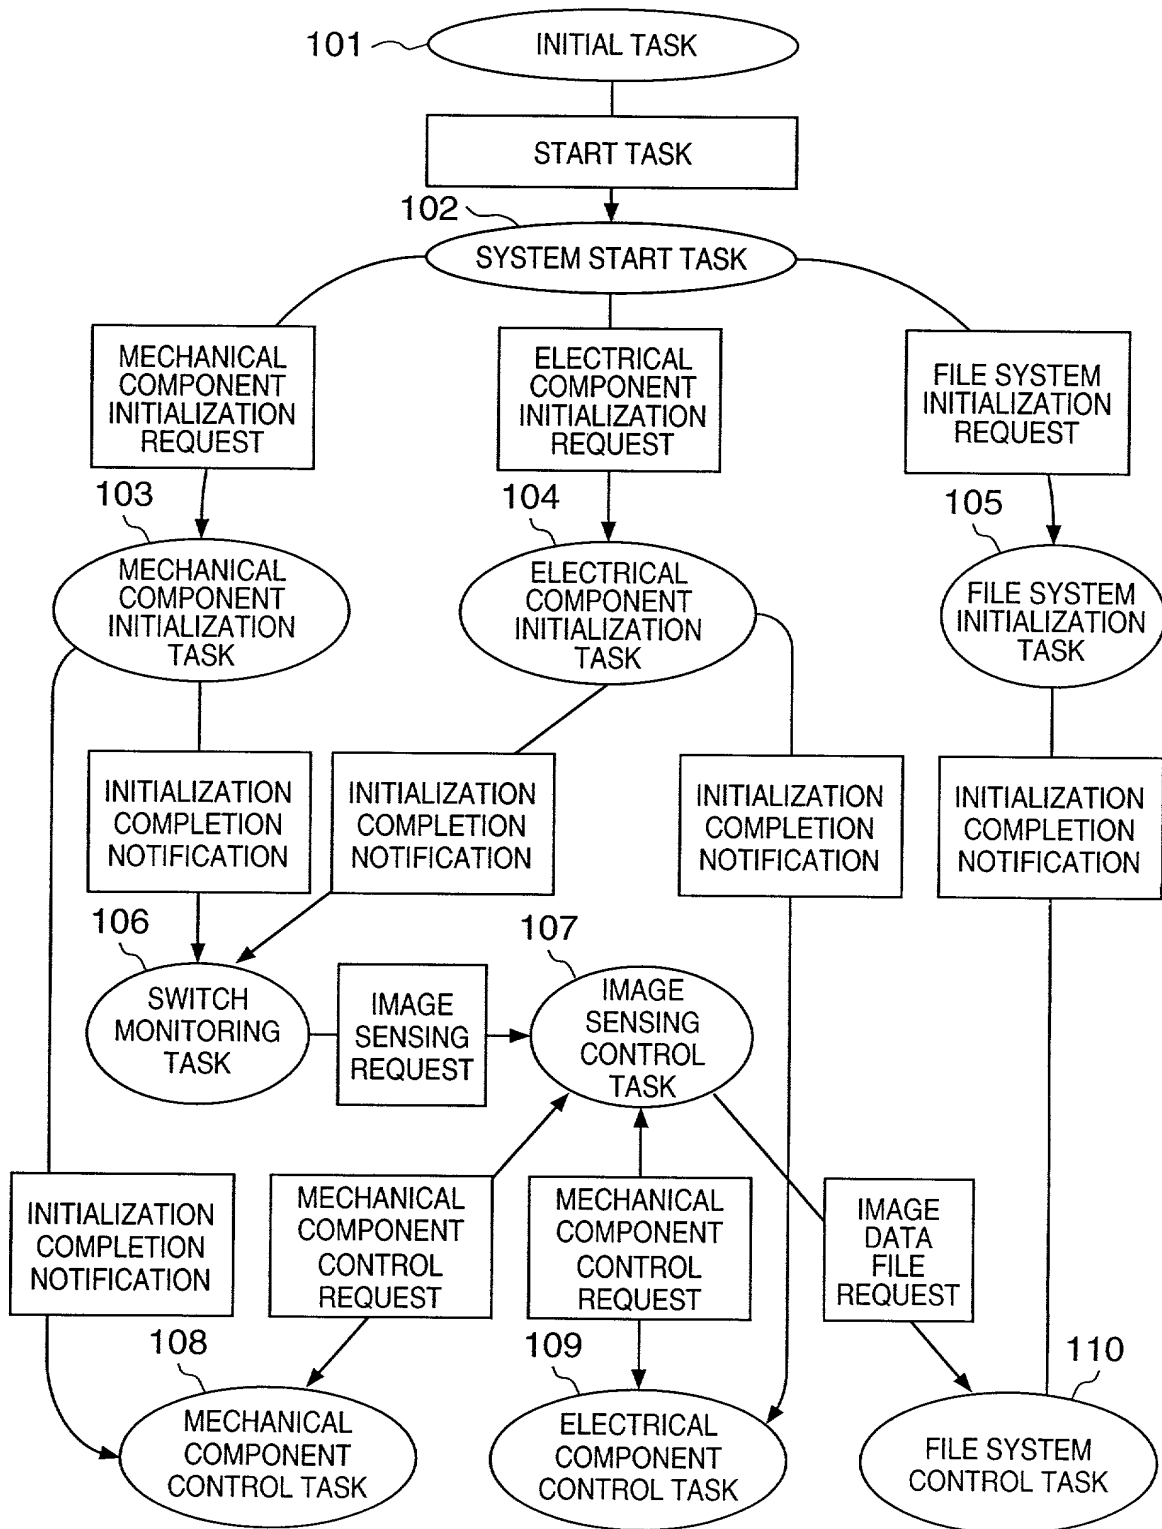 101
INITIAL TASK
START TASK
102
SYSTEM START TASK
MECHANICAL
COMPONENT
INITIALIZATION
REQUEST
ELECTRICAL
COMPONENT
INITIALIZATION
REQUEST
FILE SYSTEM
INITIALIZATION
REQUEST
103
MECHANICAL
COMPONENT
INITIALIZATION
TASK
104
ELECTRICAL
COMPONENT
INITIALIZATION
TASK
105
FILE SYSTEM
INITIALIZATION
TASK
INITIALIZATION
COMPLETION
NOTIFICATION
INITIALIZATION
COMPLETION
NOTIFICATION
INITIALIZATION
COMPLETION
NOTIFICATION
INITIALIZATION
COMPLETION
NOTIFICATION
106
SWITCH
MONITORING
TASK
IMAGE
SENSING
REQUEST
107
IMAGE
SENSING
CONTROL
TASK
INITIALIZATION
COMPLETION
NOTIFICATION
MECHANICAL
COMPONENT
CONTROL
REQUEST
MECHANICAL
COMPONENT
CONTROL
REQUEST
IMAGE
DATA
FILE
REQUEST
108
MECHANICAL
COMPONENT
CONTROL TASK
109
ELECTRICAL
COMPONENT
CONTROL TASK
110
FILE SYSTEM
CONTROL TASK